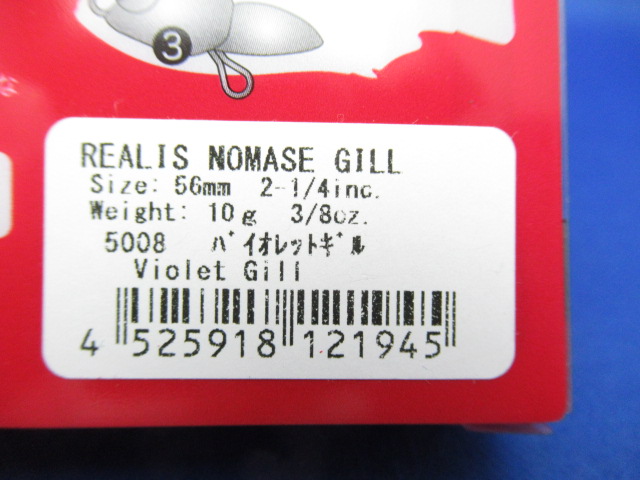 3
REALIS NOMASE GILL
Size: 56mm 2-1/4inc.
Weight: 10g 3/8oz.
5008 ﾊﾞｲｵﾚｯﾄｷﾞﾙ
Violet Gill
4 525918 121945